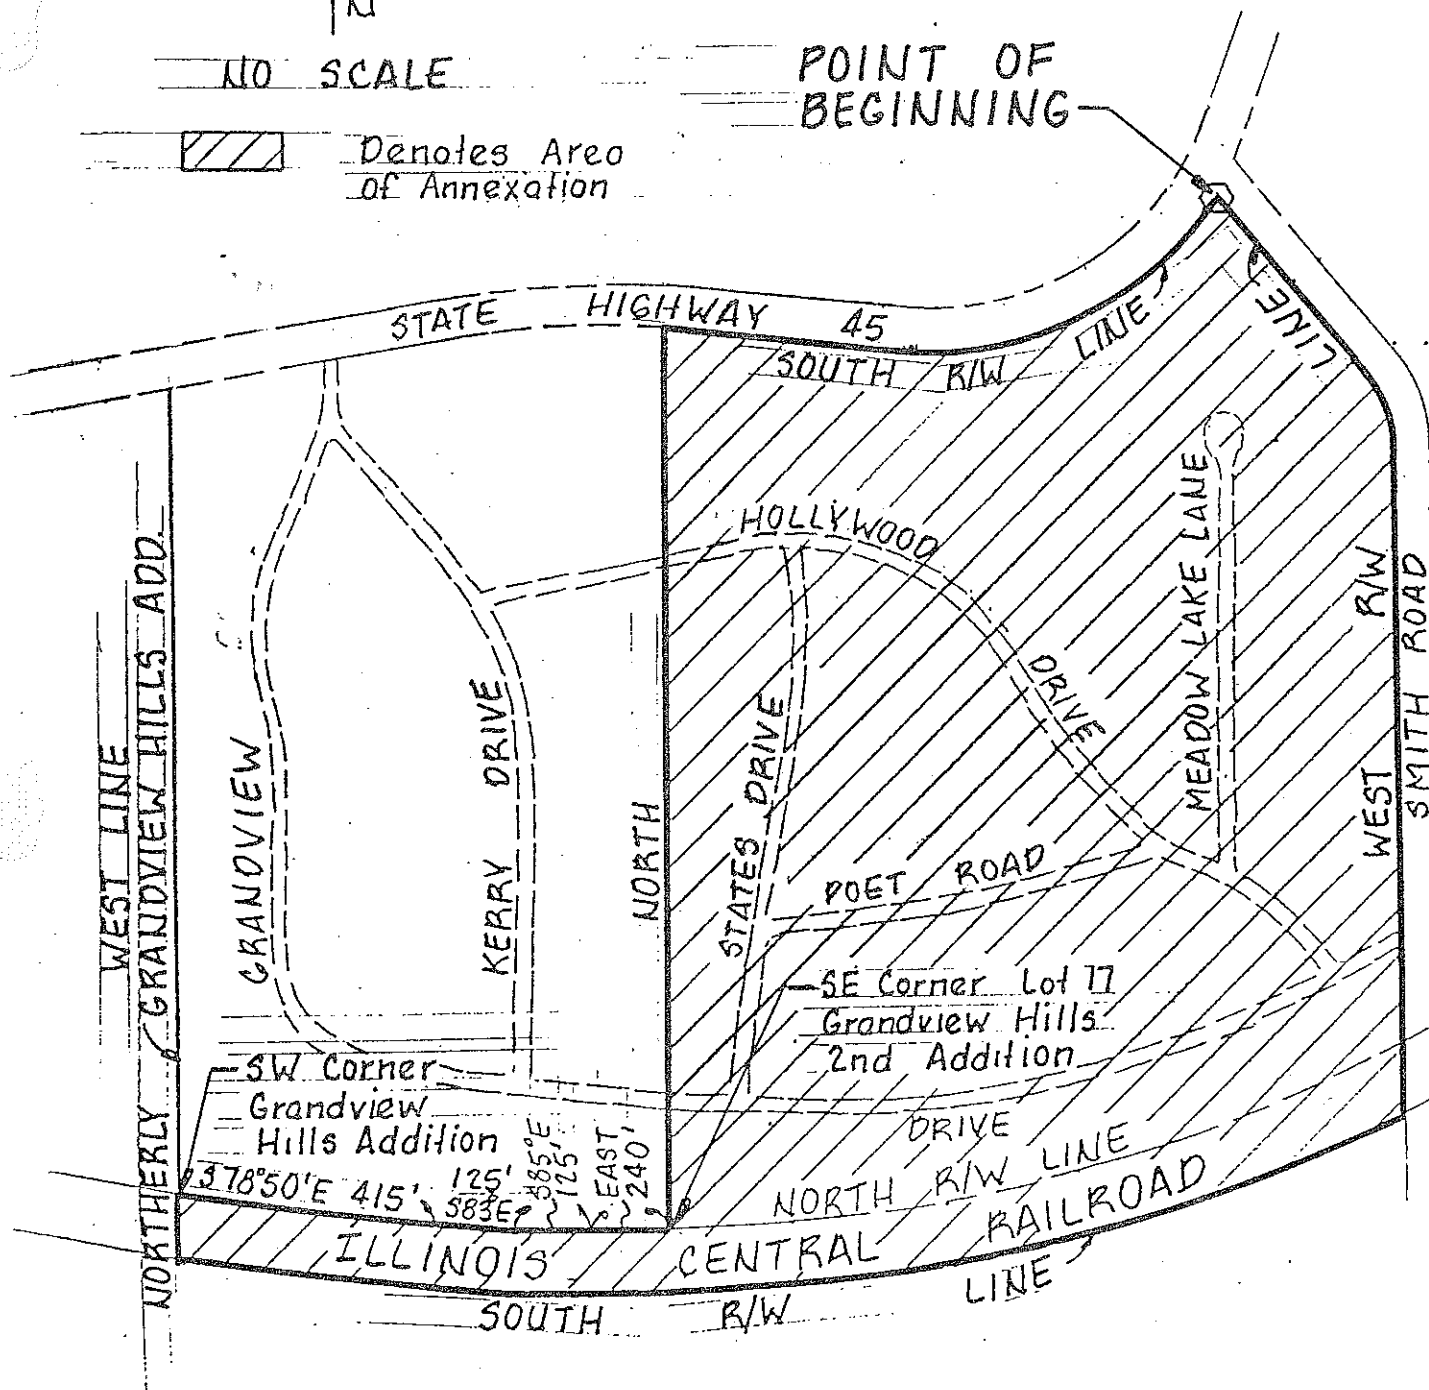 N
NO SCALE
Denotes Area
of Annexation
POINT OF
BEGINNING
STATE HIGHWAY 45
SOUTH R/W LINE
LINE
WEST R/W
SMITH ROAD
HOLLYWOOD
DRIVE
MEADOW LAKE LANE
STATES DRIVE
POET ROAD
NORTH
KERRY DRIVE
GRANDVIEW
WEST LINE
NORTHERLY GRANDVIEW HILLS ADD.
SE Corner Lot 77
Grandview Hills
2nd Addition
SW Corner
Grandview
Hills Addition
DRIVE
S78°50'E 415'
125'
S83E
S85°E
125'
EAST
240'
NORTH R/W LINE
ILLINOIS CENTRAL RAILROAD
SOUTH R/W LINE